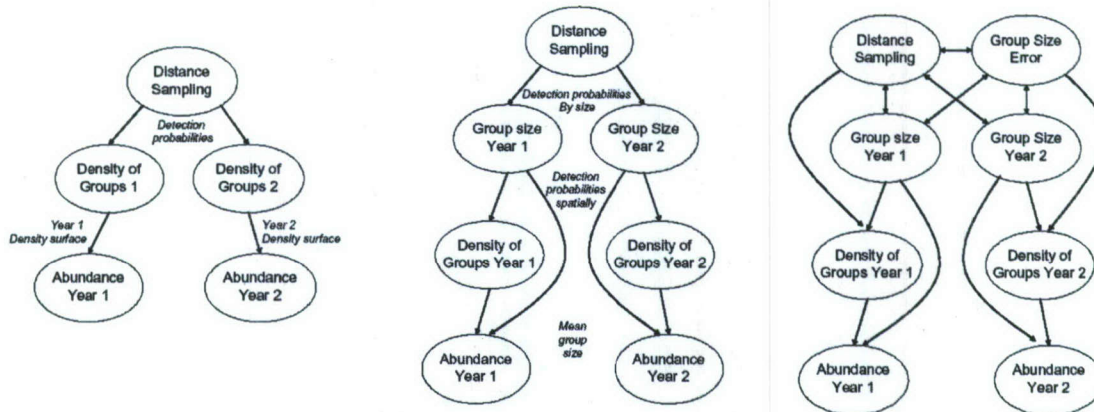 Distance
Sampling
Detection
probabilities
Density of
Groups 1
Density of
Groups 2
Year 1
Density surface
Year 2
Density surface
Abundance
Year 1
Abundance
Year 2
Distance
Sampling
Detection probabilities
By size
Group size
Year 1
Group Size
Year 2
Detection
probabilities
spatially
Density of
Groups Year 1
Density of
Groups Year 2
Mean
group
size
Abundance
Year 1
Abundance
Year 2
Distance
Sampling
Group Size
Error
Group size
Year 1
Group Size
Year 2
Density of
Groups Year 1
Density of
Groups Year 2
Abundance
Year 1
Abundance
Year 2